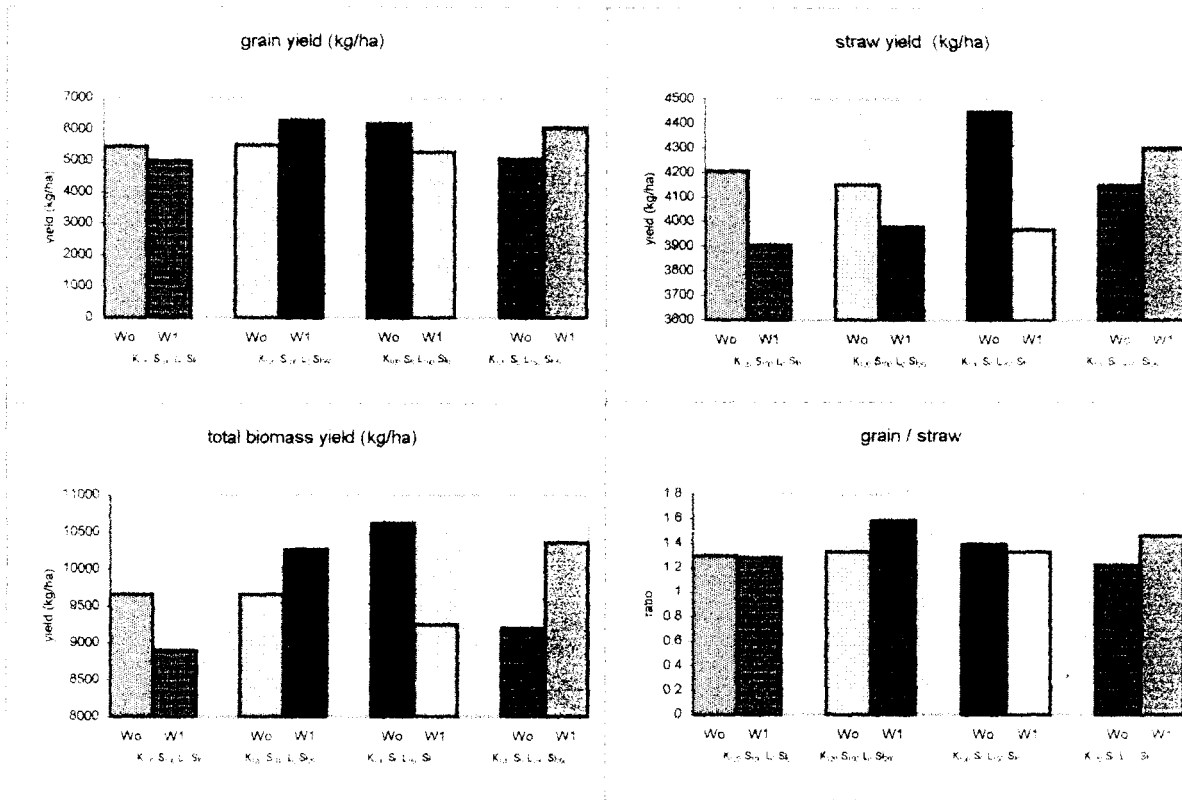 grain yield (kg/ha)
yield (kg/ha)
7000
6000
5000
4000
3000
2000
1000
0
Wo W1 Wo W1 Wo W1 Wo W1
straw yield (kg/ha)
yield (kg/ha)
4500
4400
4300
4200
4100
4000
3900
3800
3700
3600
Wo W1 Wo W1 Wo W1 Wo W1
total biomass yield (kg/ha)
yield (kg/ha)
11000
10500
10000
9500
9000
8500
8000
Wo W1 Wo W1 Wo W1 Wo W1
grain / straw
ratio
1.8
1.6
1.4
1.2
1
0.8
0.6
0.4
0.2
0
Wo W1 Wo W1 Wo W1 Wo W1